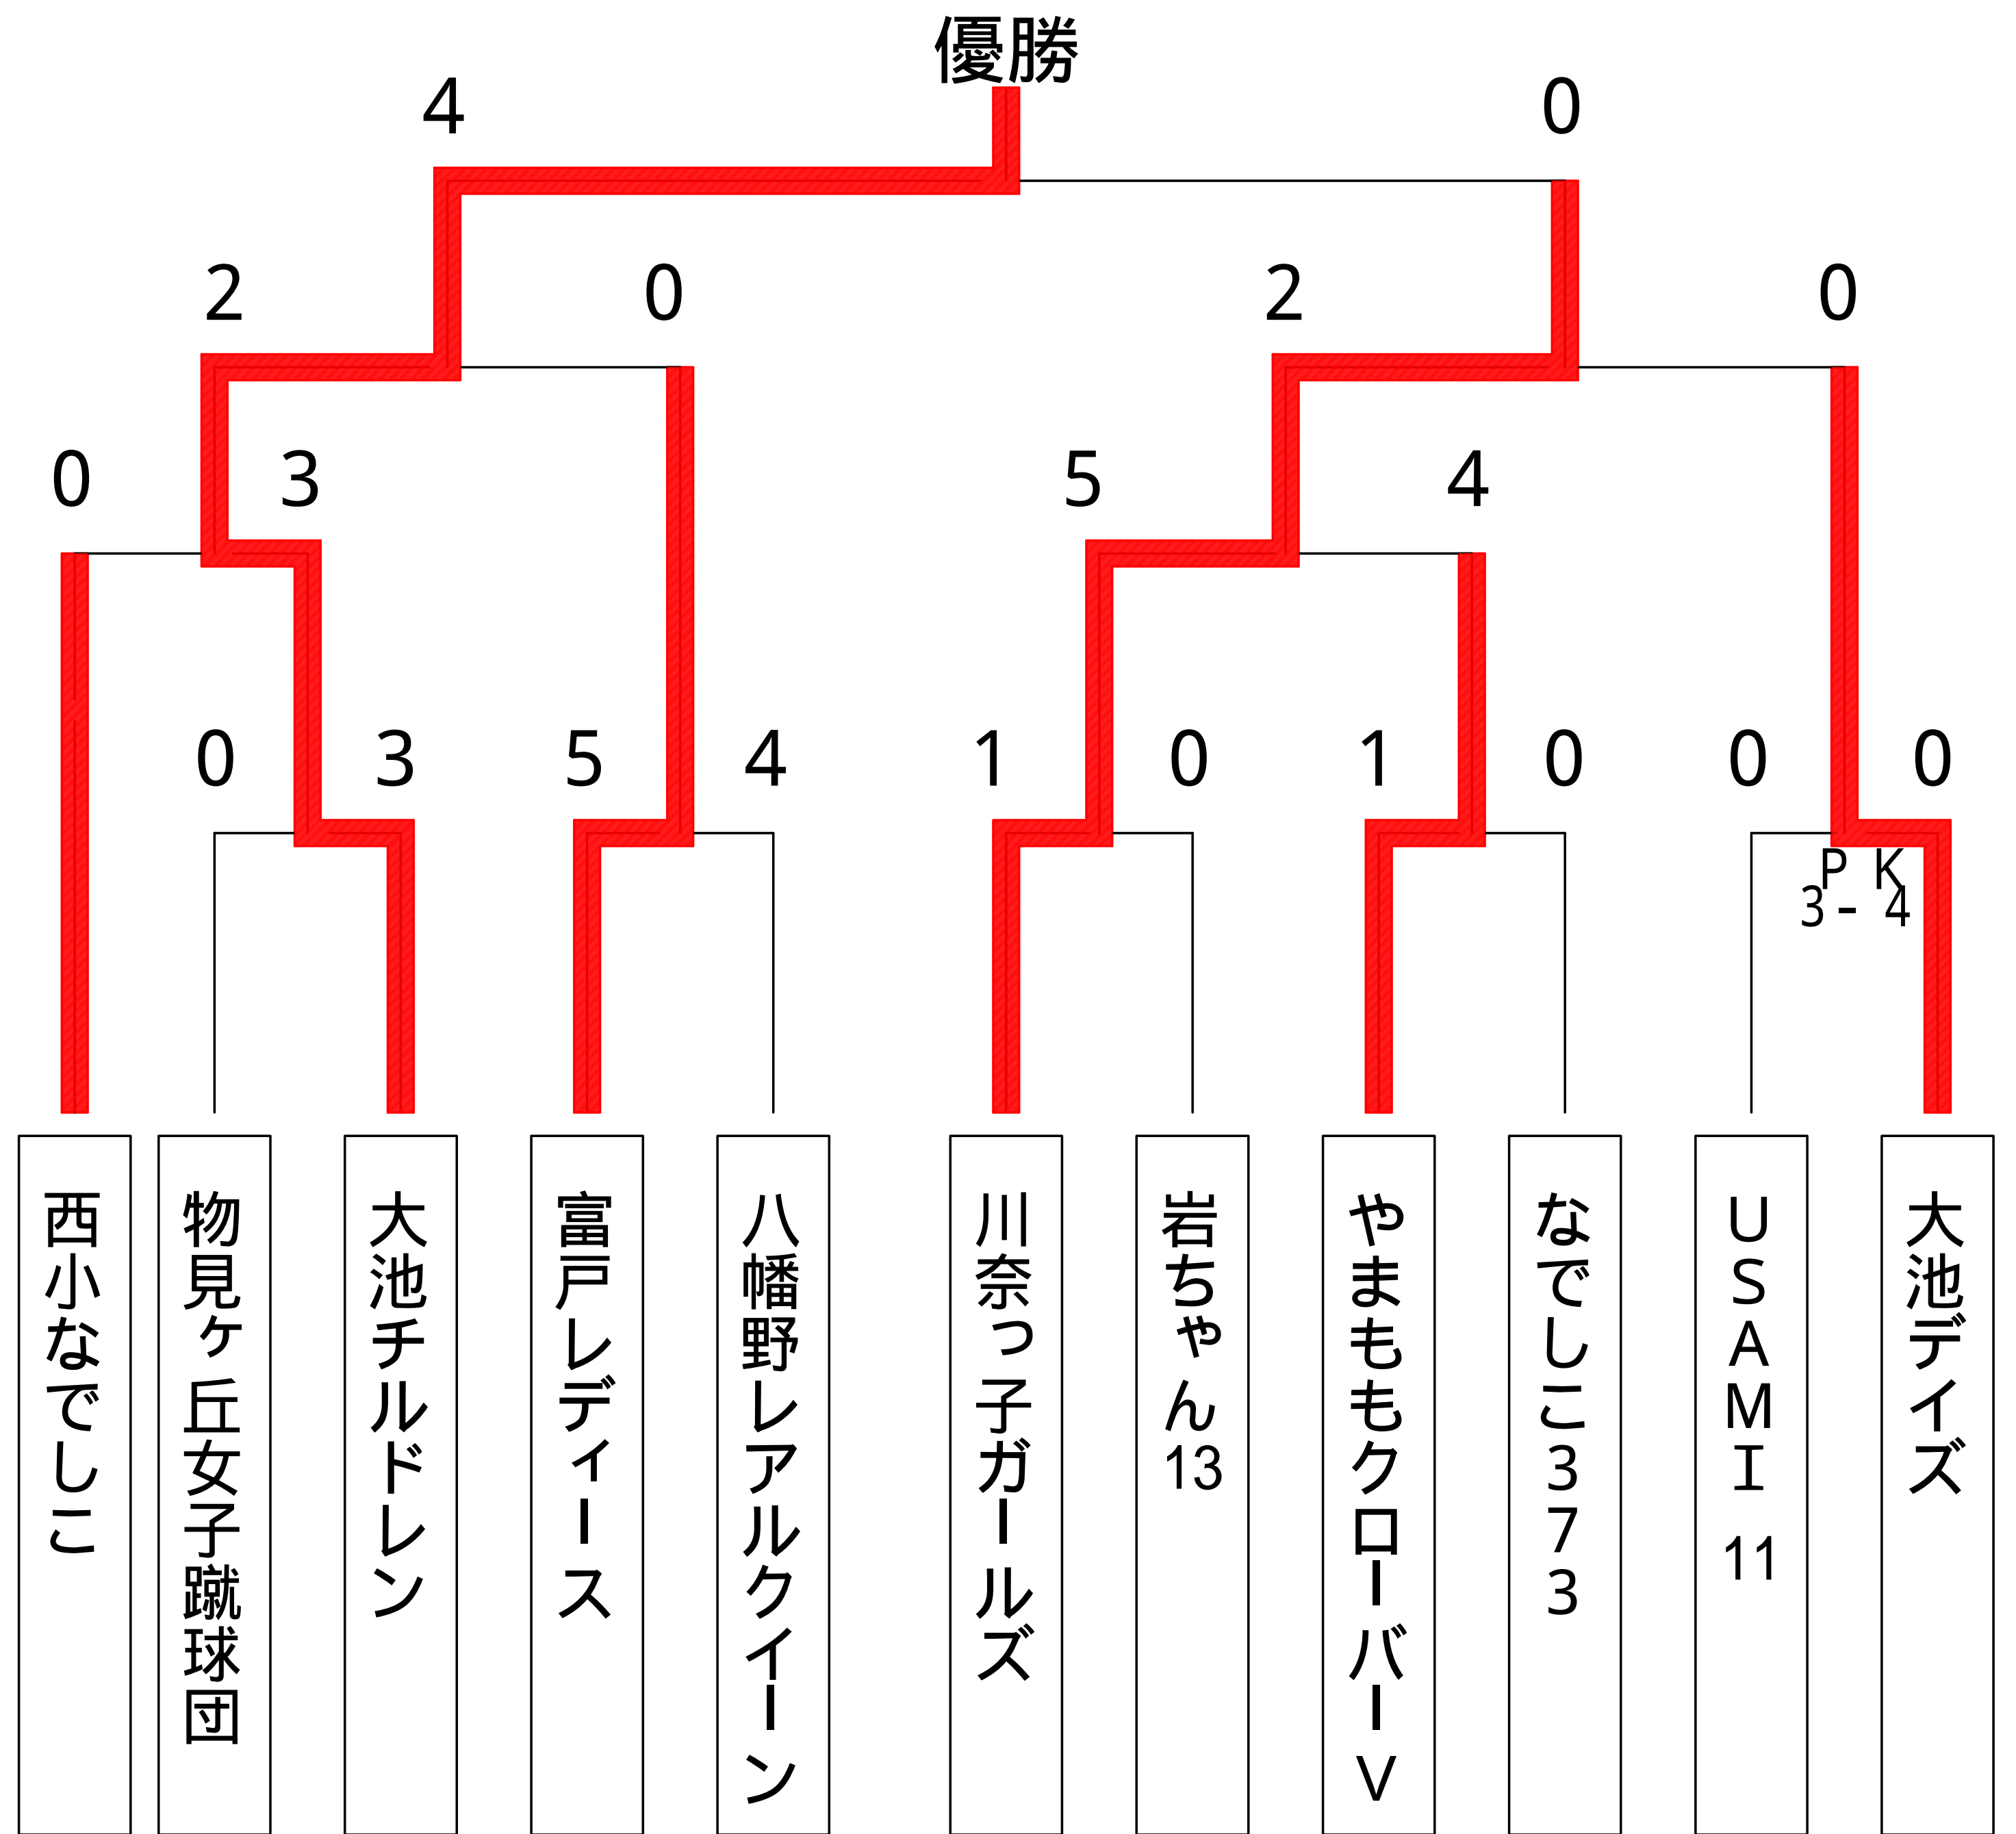 優勝
4 0
2 0 2 0
0 3 5 4
0 3 5 4 1 0 1 0 0 0
PK
3- 4
西小なでしこ
物見ヶ丘女子蹴球団
大池チルドレン
富戸レディース
八幡野レアルクイーン
川奈っ子ガールズ
岩ちゃん13
やまももクローバーV
なでしこ373
USAMI11
大池デイズ